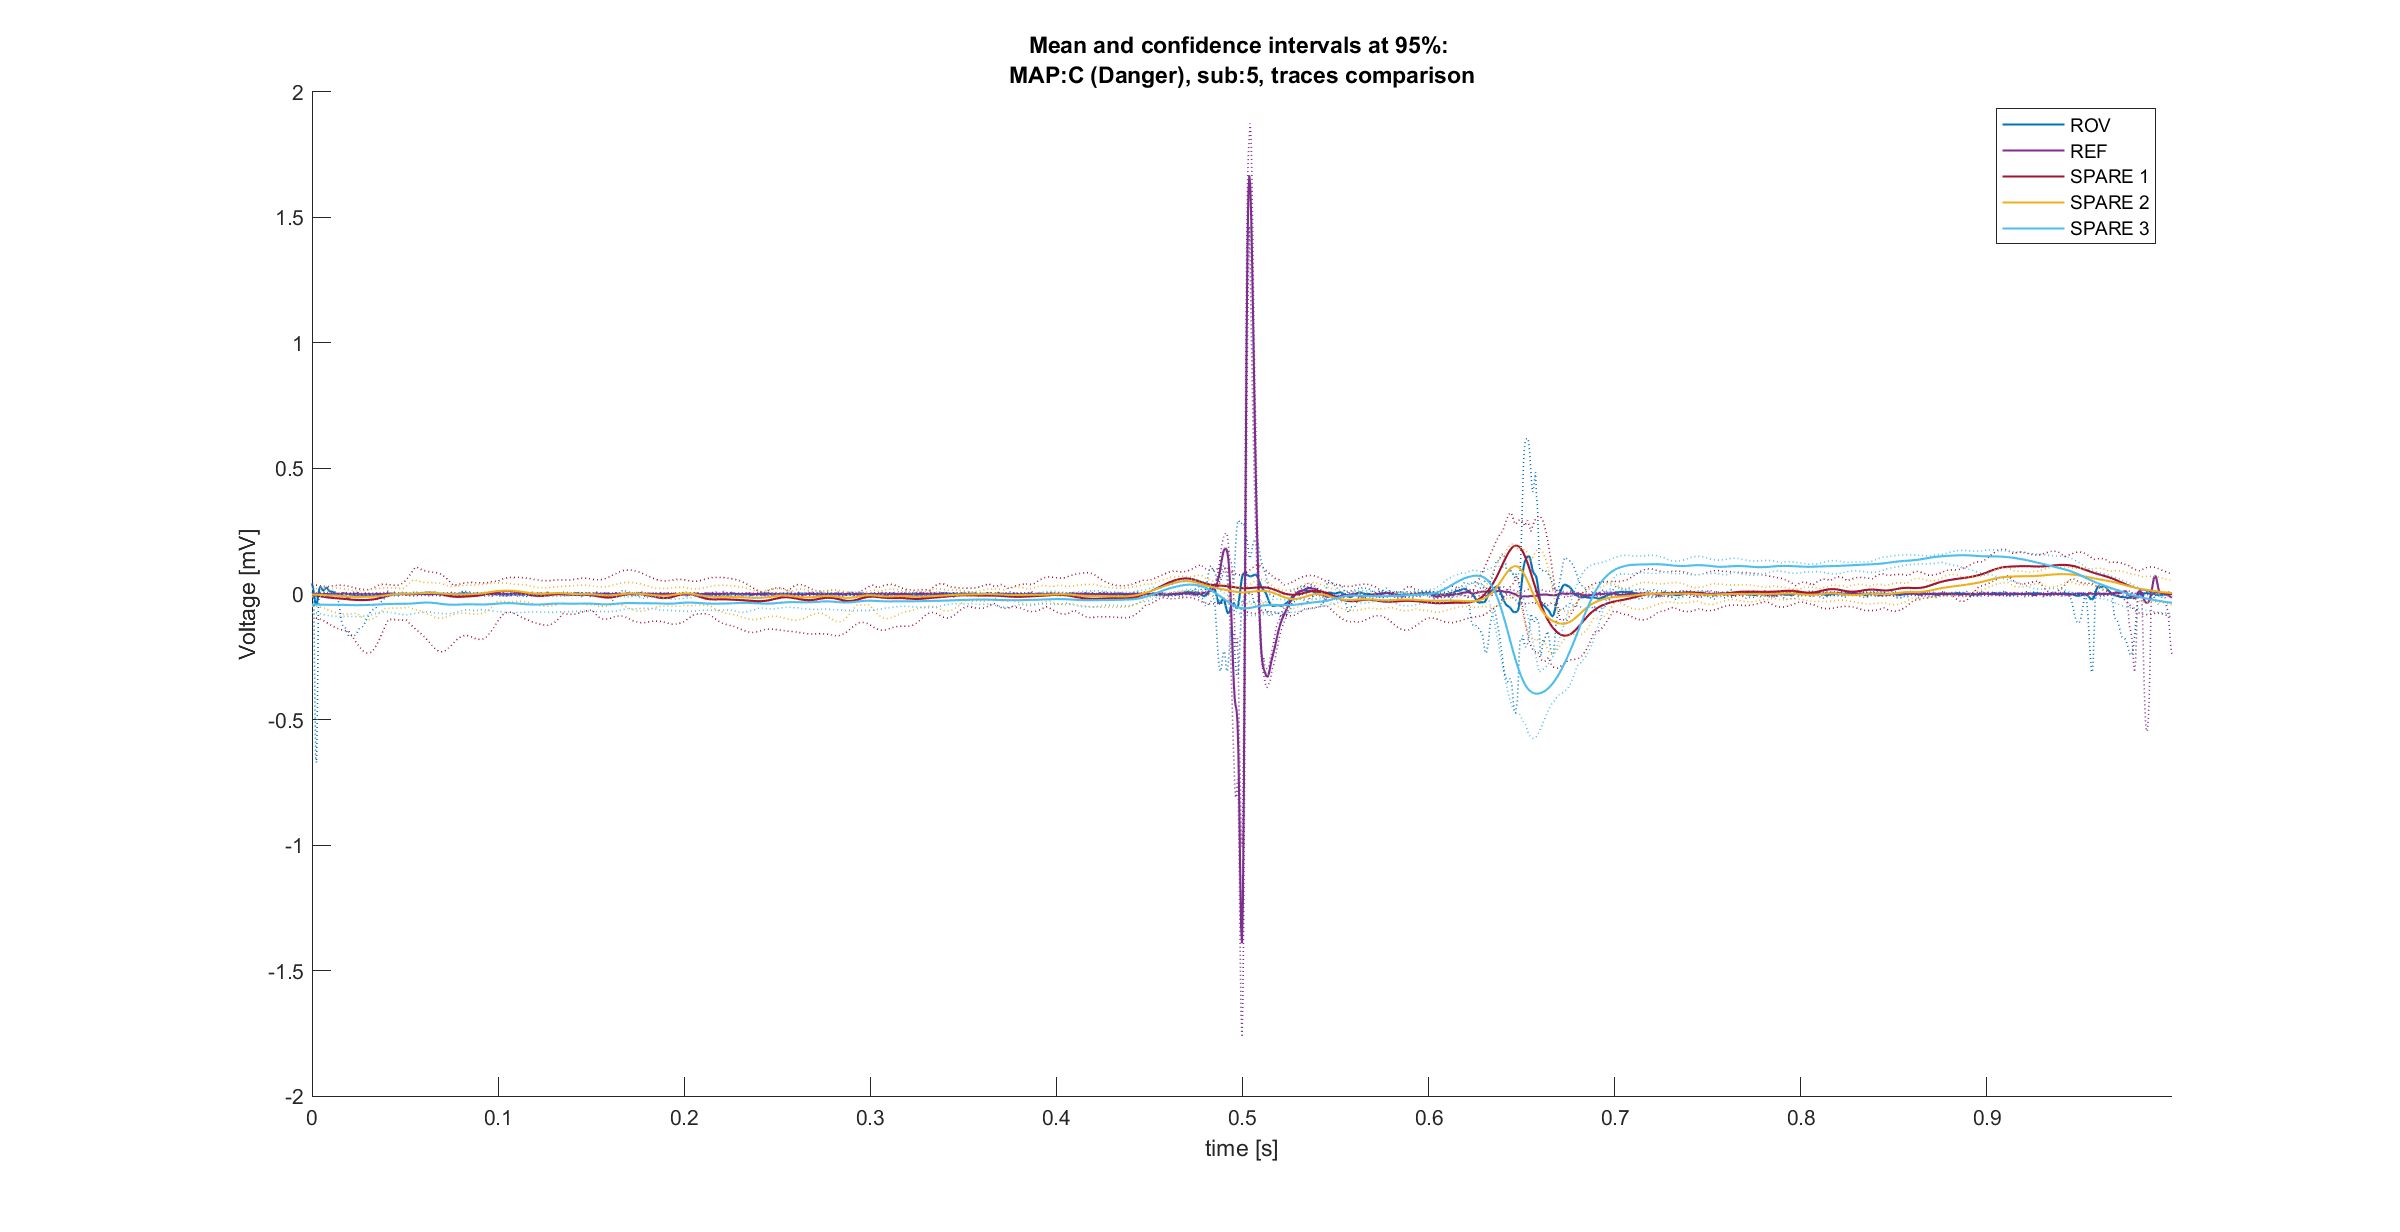 Mean and confidence intervals at 95%:
MAP:C (Danger), sub:5, traces comparison
2
1.5
1
0.5
0
-0.5
-1
-1.5
-2
Voltage [mV]
ROV
REF
SPARE 1
SPARE 2
SPARE 3
0
0.1
0.2
0.3
0.4
0.5
0.6
0.7
0.8
0.9
time [s]